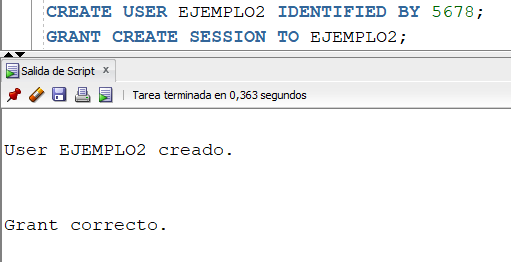 CREATE USER EJEMPLO2 IDENTIFIED BY 5678;
GRANT CREATE SESSION TO EJEMPLO2;
Salida de Script x
Tarea terminada en 0,363 segundos
User EJEMPLO2 creado.
Grant correcto.